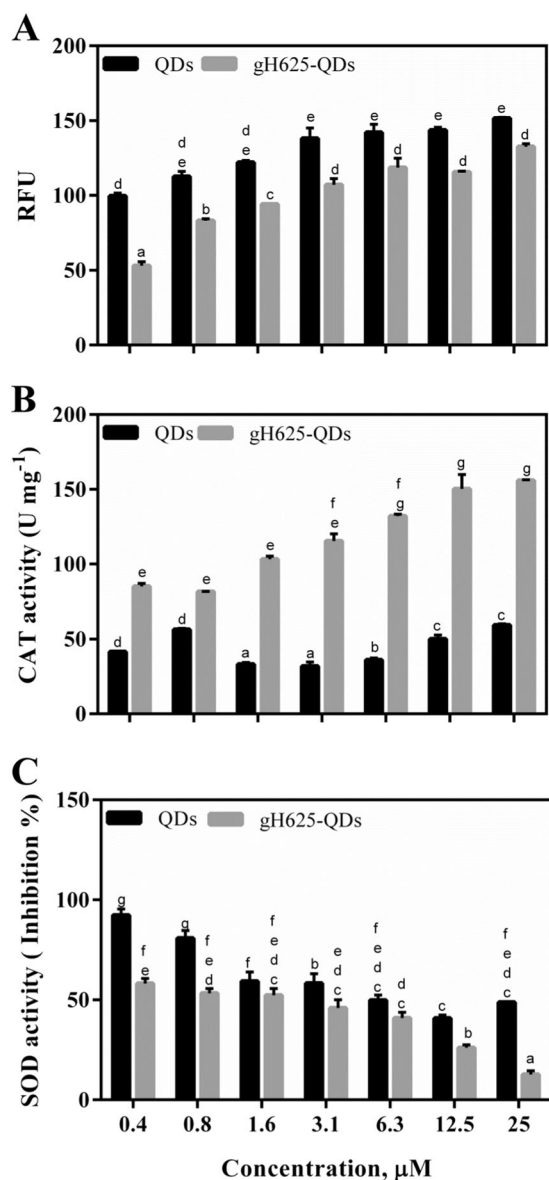 A
200
QDs gH625-QDs
150
100
50
0
RFU
d
a
d
e
b
d
e
c
e
d
e
d
e
d
e
d
B
200
QDs gH625-QDs
150
100
50
0
CAT activity (U mg-1)
d
e
d
e
a
e
a
f
e
b
f
g
c
g
c
g
C
150
QDs gH625-QDs
100
50
0
SOD activity ( Inhibition %)
g
f
e
g
f
e
d
f
f
e
d
c
b
e
d
c
f
e
d
c
d
c
c
b
f
e
d
c
a
0.4 0.8 1.6 3.1 6.3 12.5 25
Concentration, μM